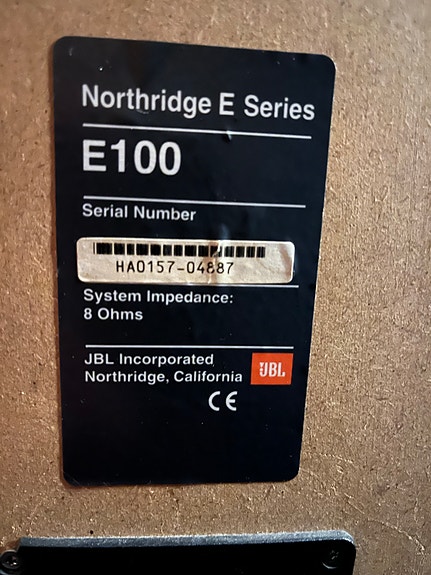 Northridge E Series
E100
Serial Number
HA0157-04887
System Impedance:
8 Ohms
JBL Incorporated
Northridge, California
JBL
CE